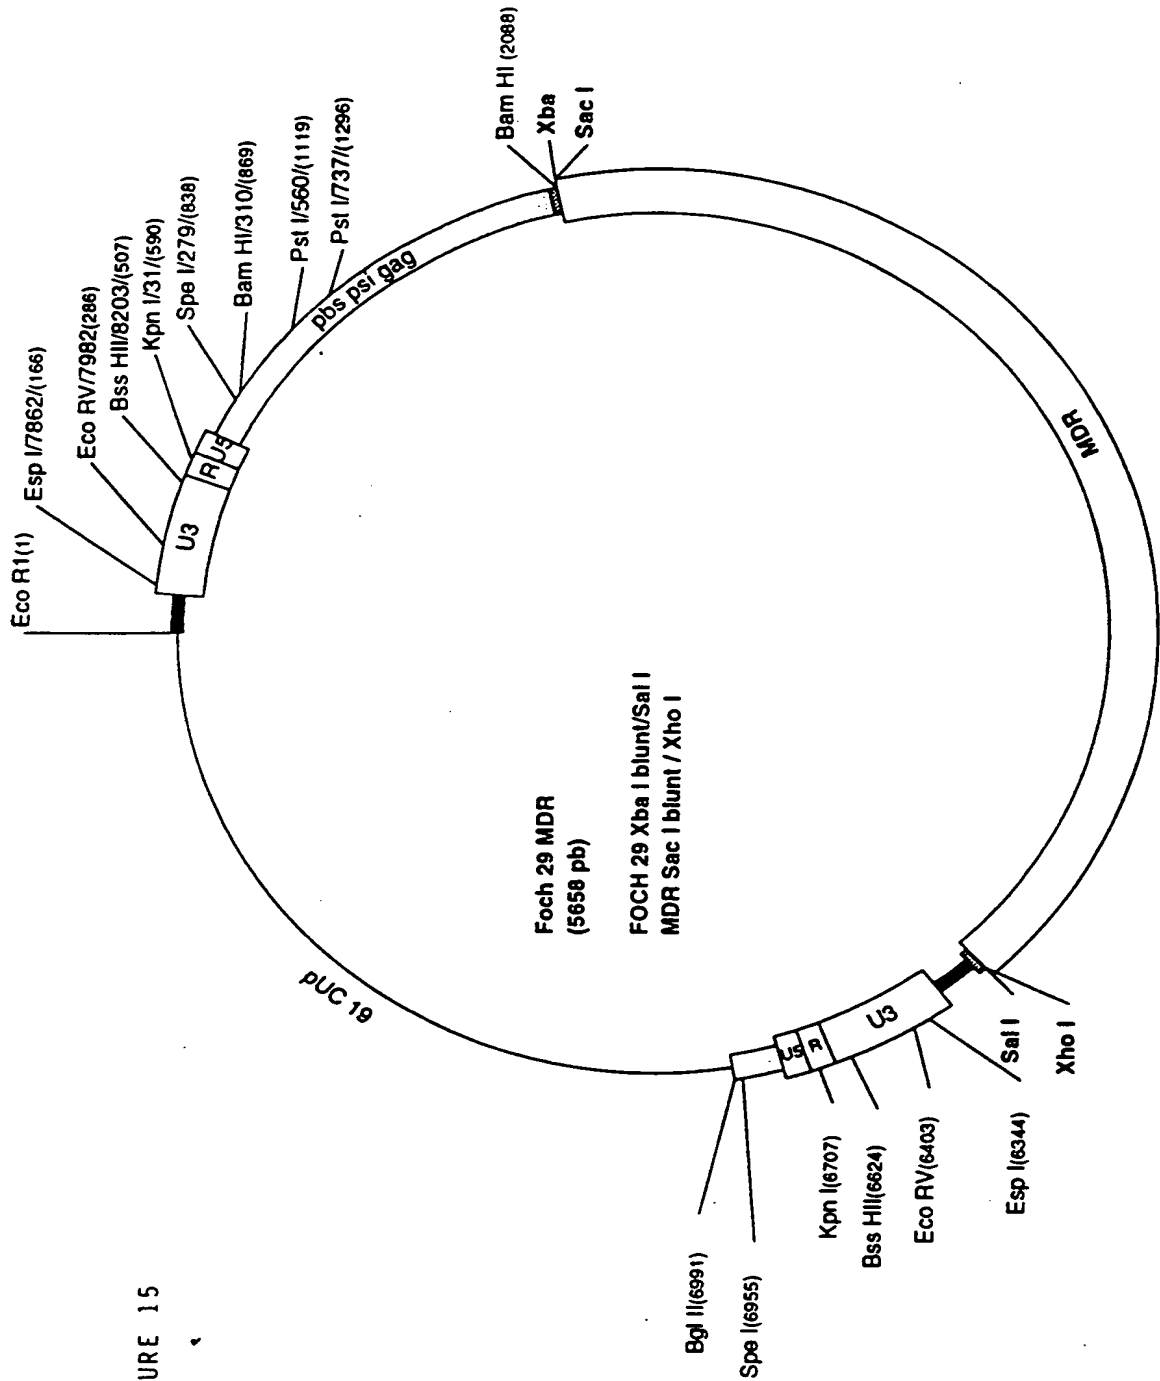 URE 15
Eco R1(1)
Esp I/7862/(166)
Eco RV/7982(286)
Bss HII/8203/(507)
Kpn I/31/(590)
Spe I/279/(838)
Bam HI/310/(869)
Pst I/560/(1119)
Pst I/737/(1296)
Bam HI (2088)
Xba
Sac I
U3
R
U5
pbs psi gag
MDR
Foch 29 MDR
(5658 pb)
FOCH 29 Xba I blunt/Sal I
MDR Sac I blunt / Xho I
pUC 19
U5
R
U3
Sal I
Xho I
Esp I(6344)
Eco RV(6403)
Bss HII(6624)
Kpn I(6707)
Spe I(6955)
Bgl II(6991)